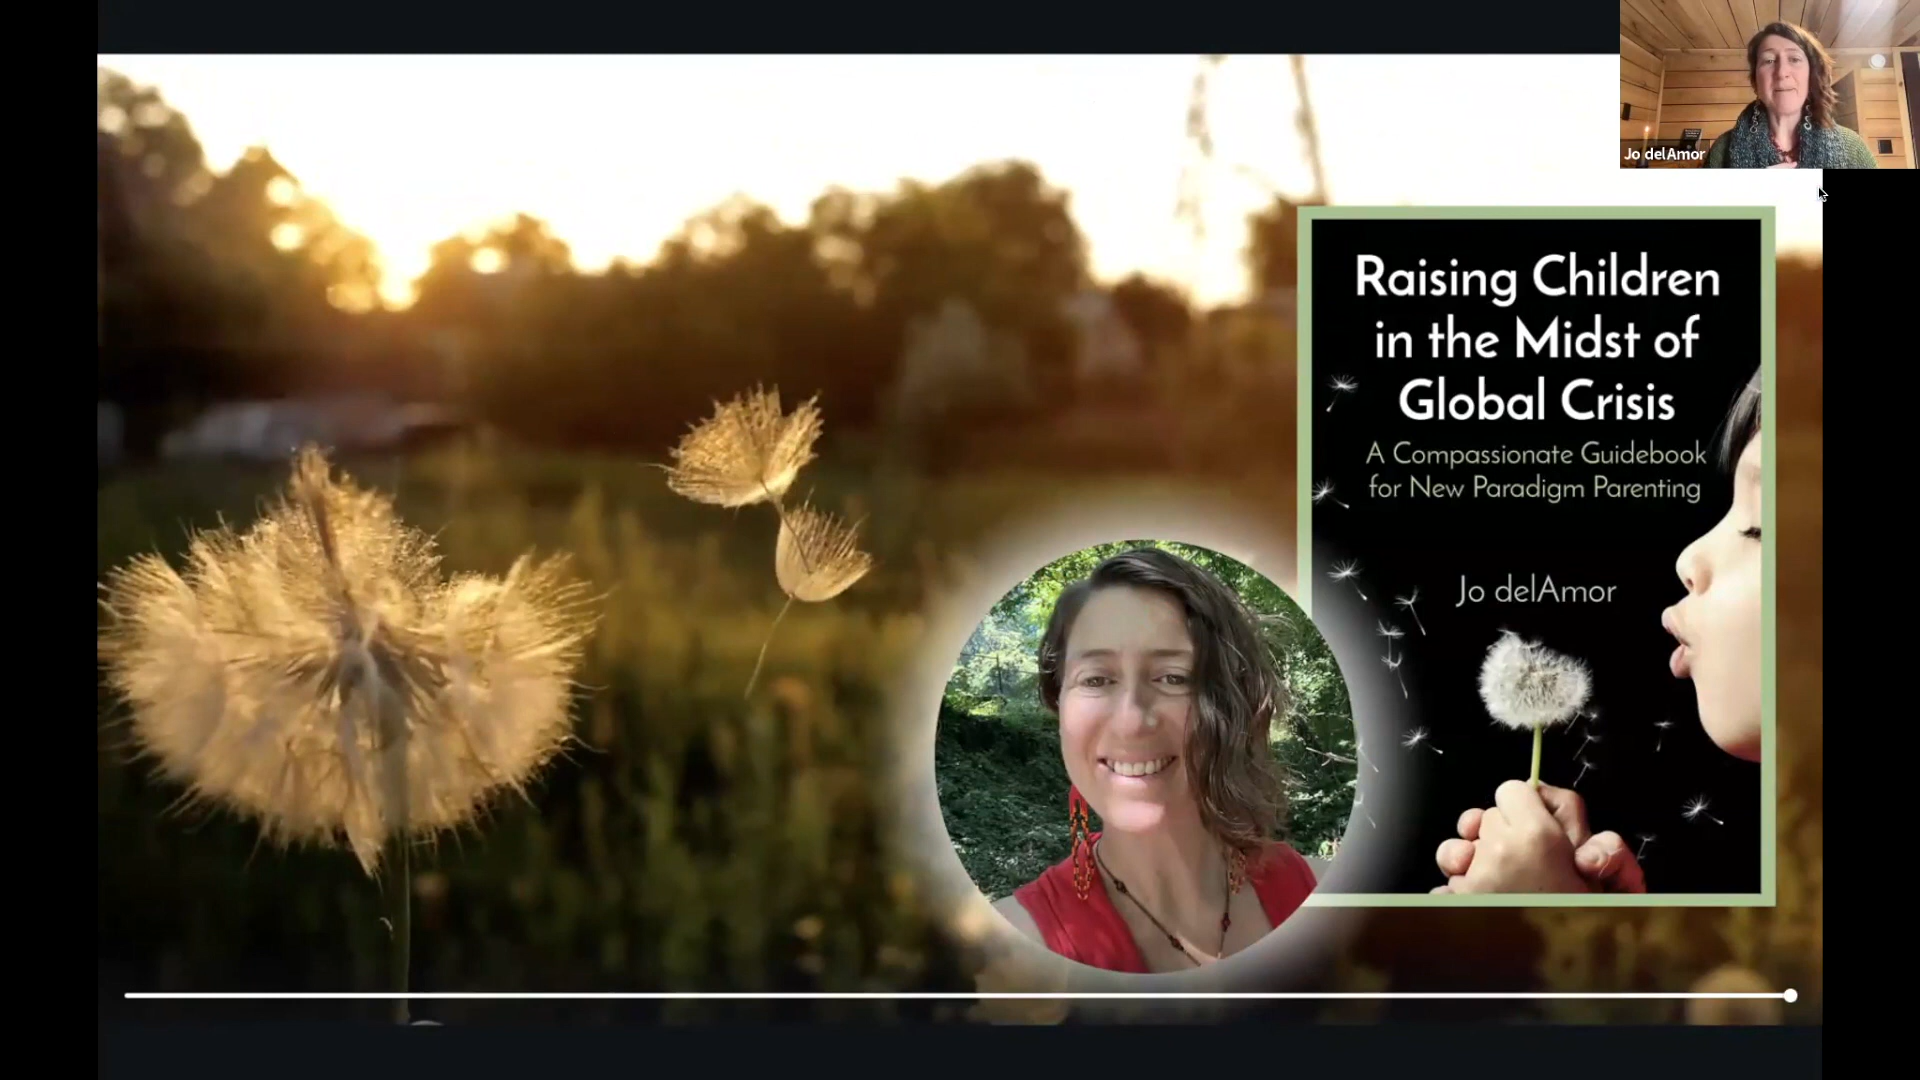 Jo delAmor
Raising Children
in the Midst of
Global Crisis
A Compassionate Guidebook
for New Paradigm Parenting
Jo delAmor